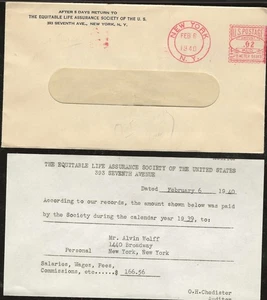 AFTER 5 DAYS RETURN TO
THE EQUITABLE LIFE ASSURANCE SOCIETY OF THE U. S.
393 SEVENTH AVE., NEW YORK, N. Y.
NEW YORK
FEB 6
1940
N.Y.
U.S. POSTAGE
THE EQUITABLE LIFE ASSURANCE SOCIETY OF THE UNITED STATES
393 SEVENTH AVENUE
Dated February 6 1940
According to our records, the amount shown below was paid
by the Society during the calendar year 1939, to:
Mr. Alvin Wolff
1440 Broadway
Personal New York, New York
Salaries, Wages, Fees,
Commissions, etc.----$ 466.56
G.H.Chedister
Auditor